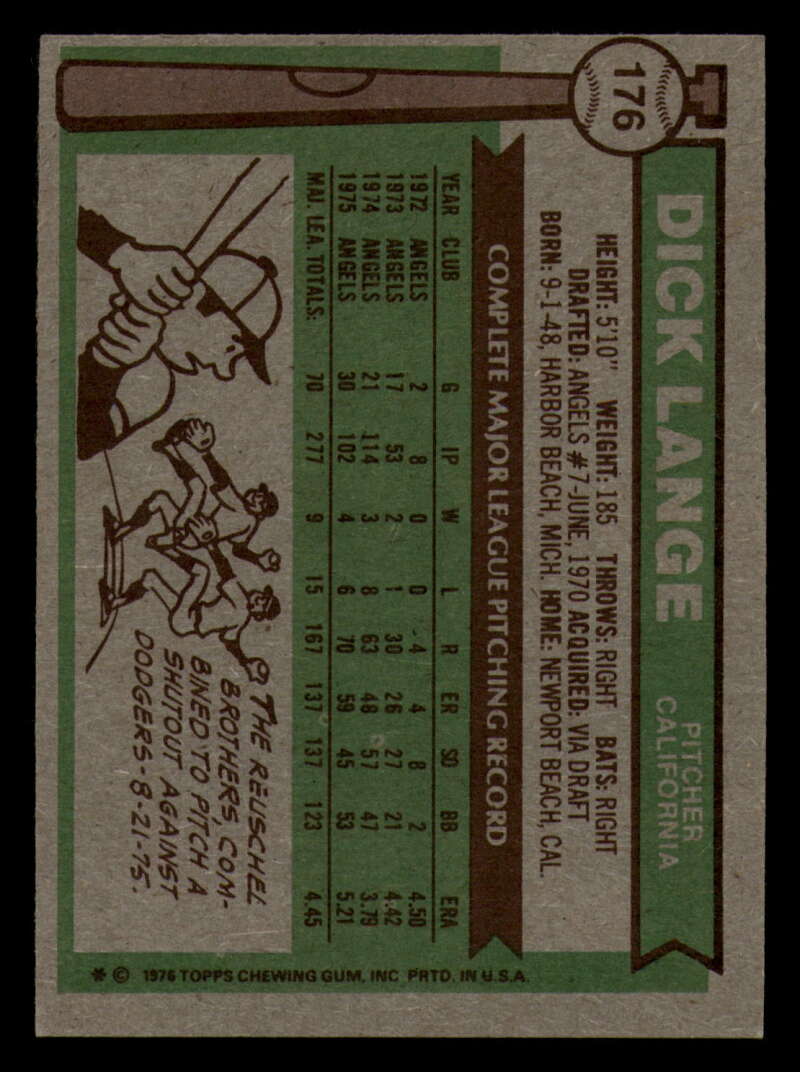 176
DICK LANGE
PITCHER
CALIFORNIA
HEIGHT: 5'10" WEIGHT: 185 THROWS: RIGHT BATS: RIGHT
DRAFTED: ANGELS #7-JUNE, 1970 ACQUIRED: VIA DRAFT
BORN: 9-1-48, HARBOR BEACH, MICH. HOME: NEWPORT BEACH, CAL.
COMPLETE MAJOR LEAGUE PITCHING RECORD
YEAR CLUB G IP W L R ER SO BB ERA
1972 ANGELS 2 8 0 0 4 4 8 2 4.50
1973 ANGELS 17 53 2 1 30 26 27 21 4.42
1974 ANGELS 21 114 3 8 63 48 57 47 3.79
1975 ANGELS 30 102 4 6 70 59 45 53 5.21
MAJ. LEA. TOTALS: 70 277 9 15 167 137 137 123 4.45
THE REUSCHEL
BROTHERS, COM-
BINED TO PITCH A
SHUTOUT AGAINST
DODGERS-8-21-75.
* © 1976 TOPPS CHEWING GUM, INC PRTD. IN U.S.A.